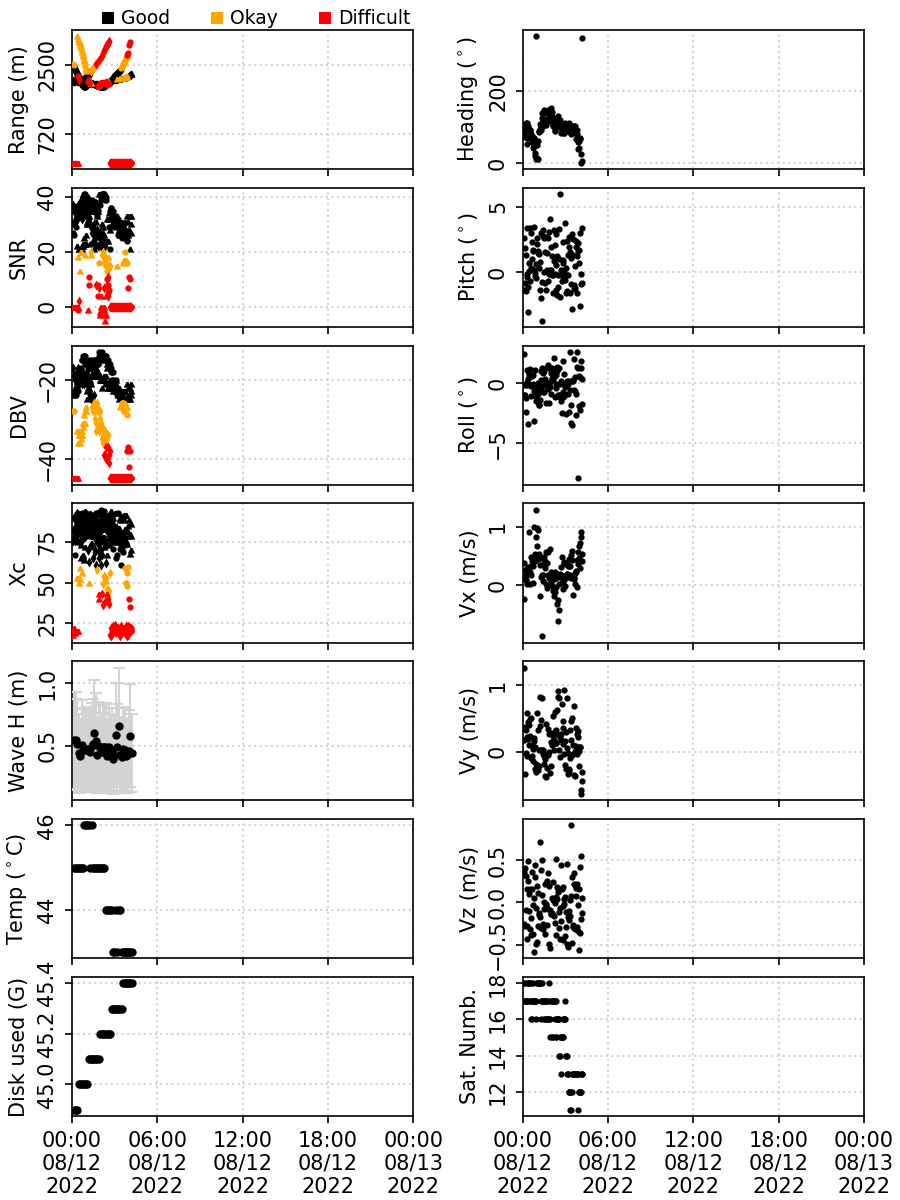 Good Okay Difficult
Range (m)
2500
720
Heading (°)
200
0
SNR
40
20
0
Pitch (°)
5
0
DBV
−20
−40
Roll (°)
0
−5
Xc
75
50
25
Vx (m/s)
1
0
Wave H (m)
1.0
0.5
Vy (m/s)
1
0
Temp (°C)
46
44
Vz (m/s)
0.5
0.0
−0.5
Disk used (G)
45.4
45.2
45.0
Sat. Numb.
18
16
14
12
00:00 06:00 12:00 18:00 00:00
08/12 08/12 08/12 08/12 08/13
2022 2022 2022 2022 2022
00:00 06:00 12:00 18:00 00:00
08/12 08/12 08/12 08/12 08/13
2022 2022 2022 2022 2022